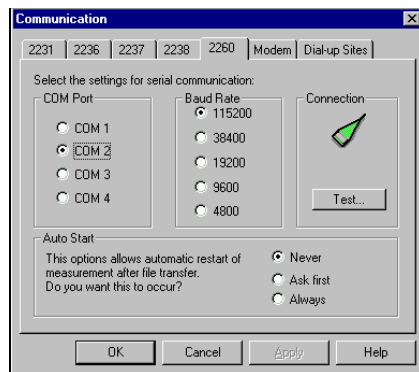 Communication
2231 2236 2237 2238 2260 Modem Dial-up Sites
Select the settings for serial communication:
COM Port Baud Rate Connection
COM 1
COM 2
COM 3
COM 4
115200
38400
19200
9600
4800
Test...
Auto Start
This options allows automatic restart of
measurement after file transfer.
Do you want this to occur?
Never
Ask first
Always
OK Cancel Apply Help